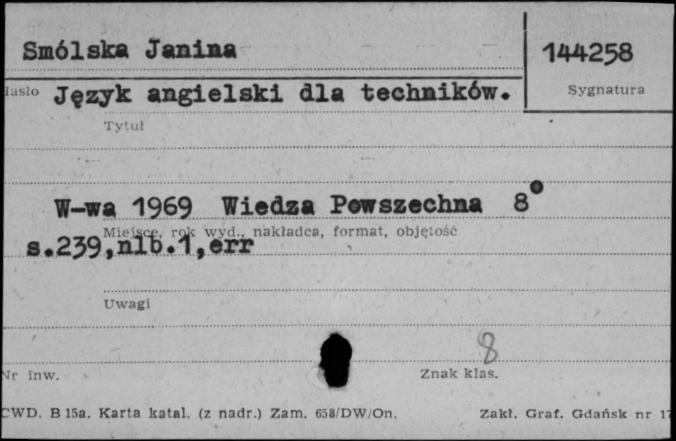 Smólska Janina
144258
Hasło Język angielski dla techników.
Sygnatura
Tytuł
W-wa 1969 Wiedza Powszechna 8°
Miejsce, rok wyd., nakładca, format, objętość
s.239,nlb.1,err
Uwagi
8
Nr inw.
Znak klas.
CWD. B 15a. Karta katal. (z nadr.) Zam. 658/DW/On.
Zakł. Graf. Gdańsk nr